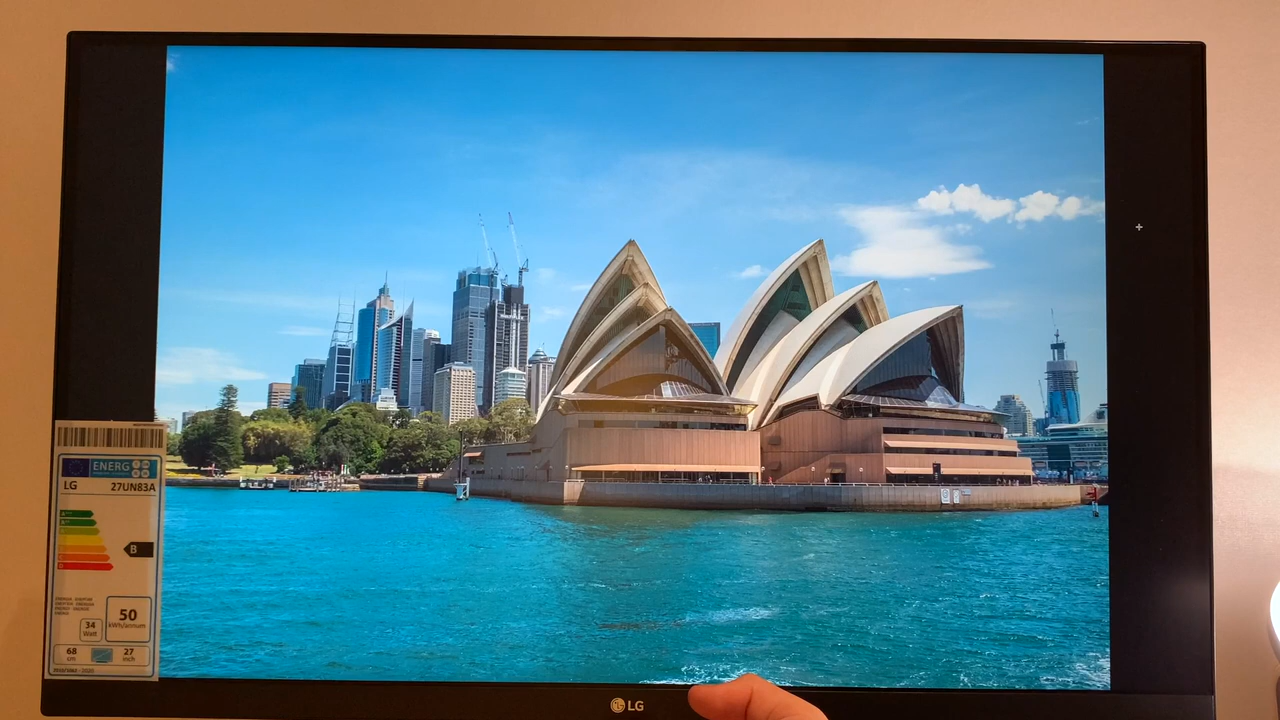 ENERG
LG 27UN83A
B
50
kWh/annum
34
Watt
68
cm
27
inch
LG